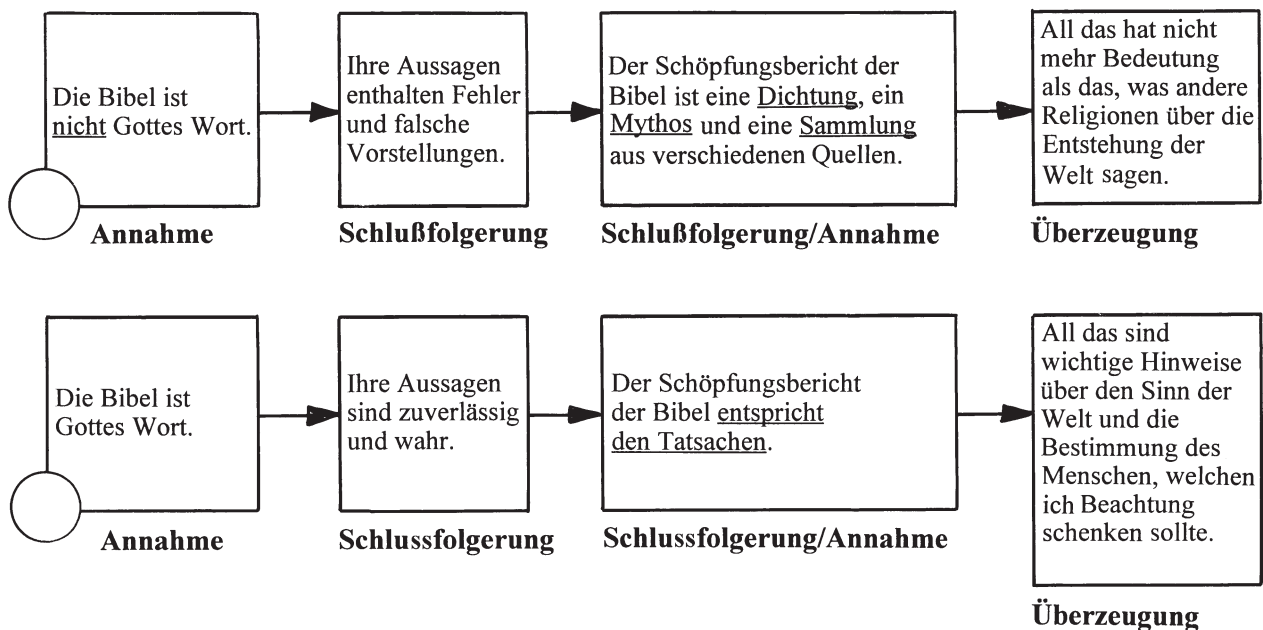 Die Bibel ist
nicht Gottes Wort.
Annahme
Ihre Aussagen
enthalten Fehler
und falsche
Vorstellungen.
Schlußfolgerung
Der Schöpfungsbericht der
Bibel ist eine Dichtung, ein
Mythos und eine Sammlung
aus verschiedenen Quellen.
Schlußfolgerung/Annahme
All das hat nicht
mehr Bedeutung
als das, was andere
Religionen über die
Entstehung der
Welt sagen.
Überzeugung
Die Bibel ist
Gottes Wort.
Annahme
Ihre Aussagen
sind zuverlässig
und wahr.
Schlussfolgerung
Der Schöpfungsbericht
der Bibel entspricht
den Tatsachen.
Schlussfolgerung/Annahme
All das sind
wichtige Hinweise
über den Sinn der
Welt und die
Bestimmung des
Menschen, welchen
ich Beachtung
schenken sollte.
Überzeugung